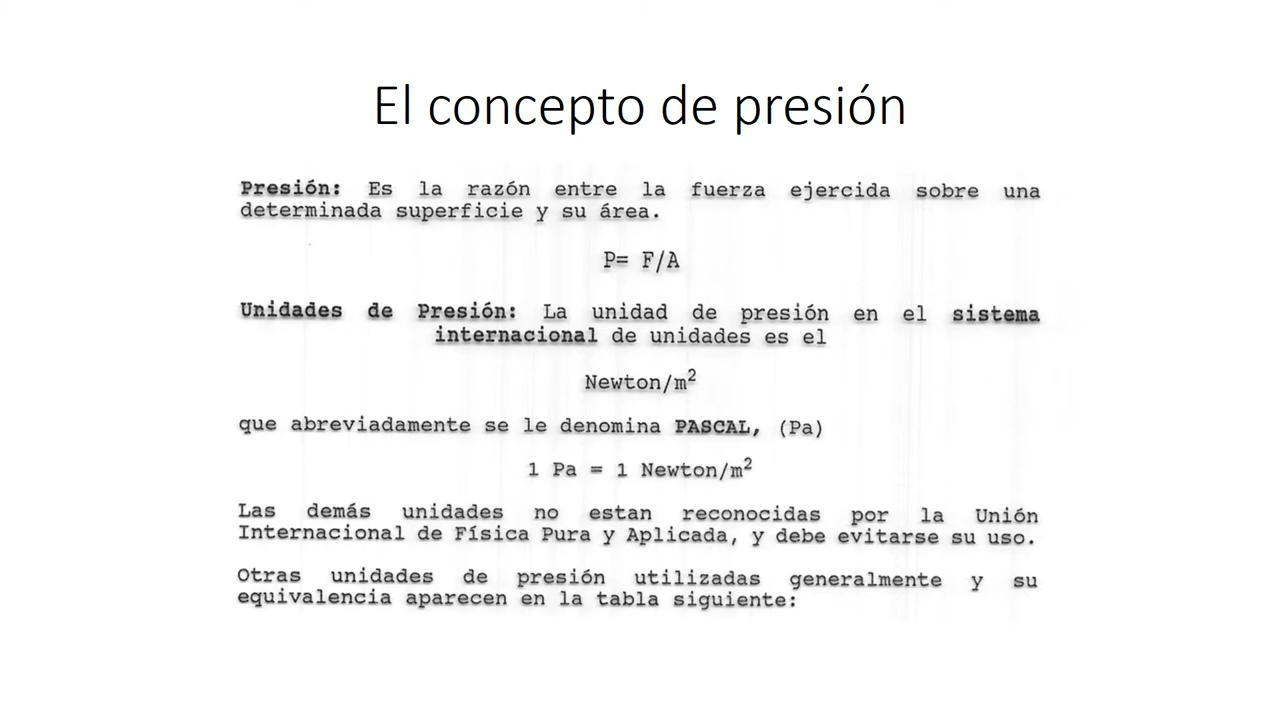 El concepto de presión
Presión: Es la razón entre la fuerza ejercida sobre una
determinada superficie y su área.
P= F/A
Unidades de Presión: La unidad de presión en el sistema
internacional de unidades es el
Newton/m²
que abreviadamente se le denomina PASCAL, (Pa)
1 Pa = 1 Newton/m²
Las demás unidades no estan reconocidas por la Unión
Internacional de Física Pura y Aplicada, y debe evitarse su uso.
Otras unidades de presión utilizadas generalmente y su
equivalencia aparecen en la tabla siguiente: